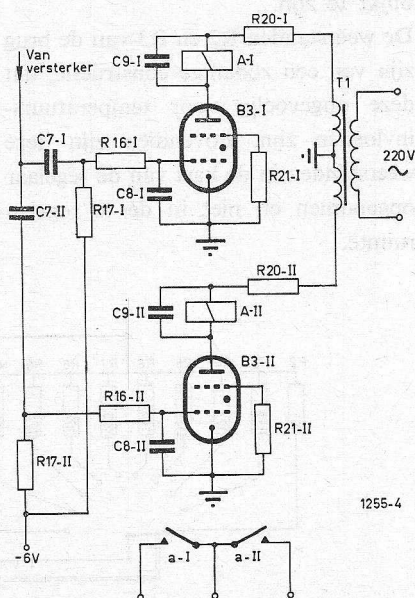 R20-I
C9-I
A-I
Van
versterker
B3-I
T1
C7-I
R16-I
220V
C8-I
R21-I
C7-II
R17-I
R20-II
C9-II
A-II
B3-II
R16-II
C8-II
R21-II
R17-II
1255-4
-6V
a-I
a-II